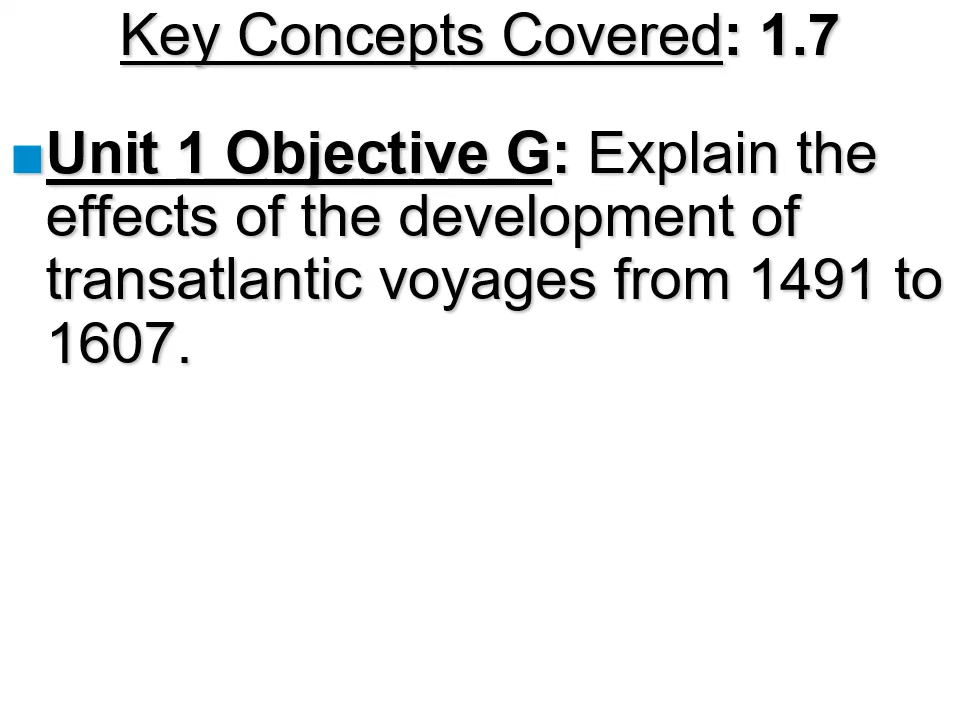 Key Concepts Covered: 1.7
■Unit 1 Objective G: Explain the
effects of the development of
transatlantic voyages from 1491 to
1607.